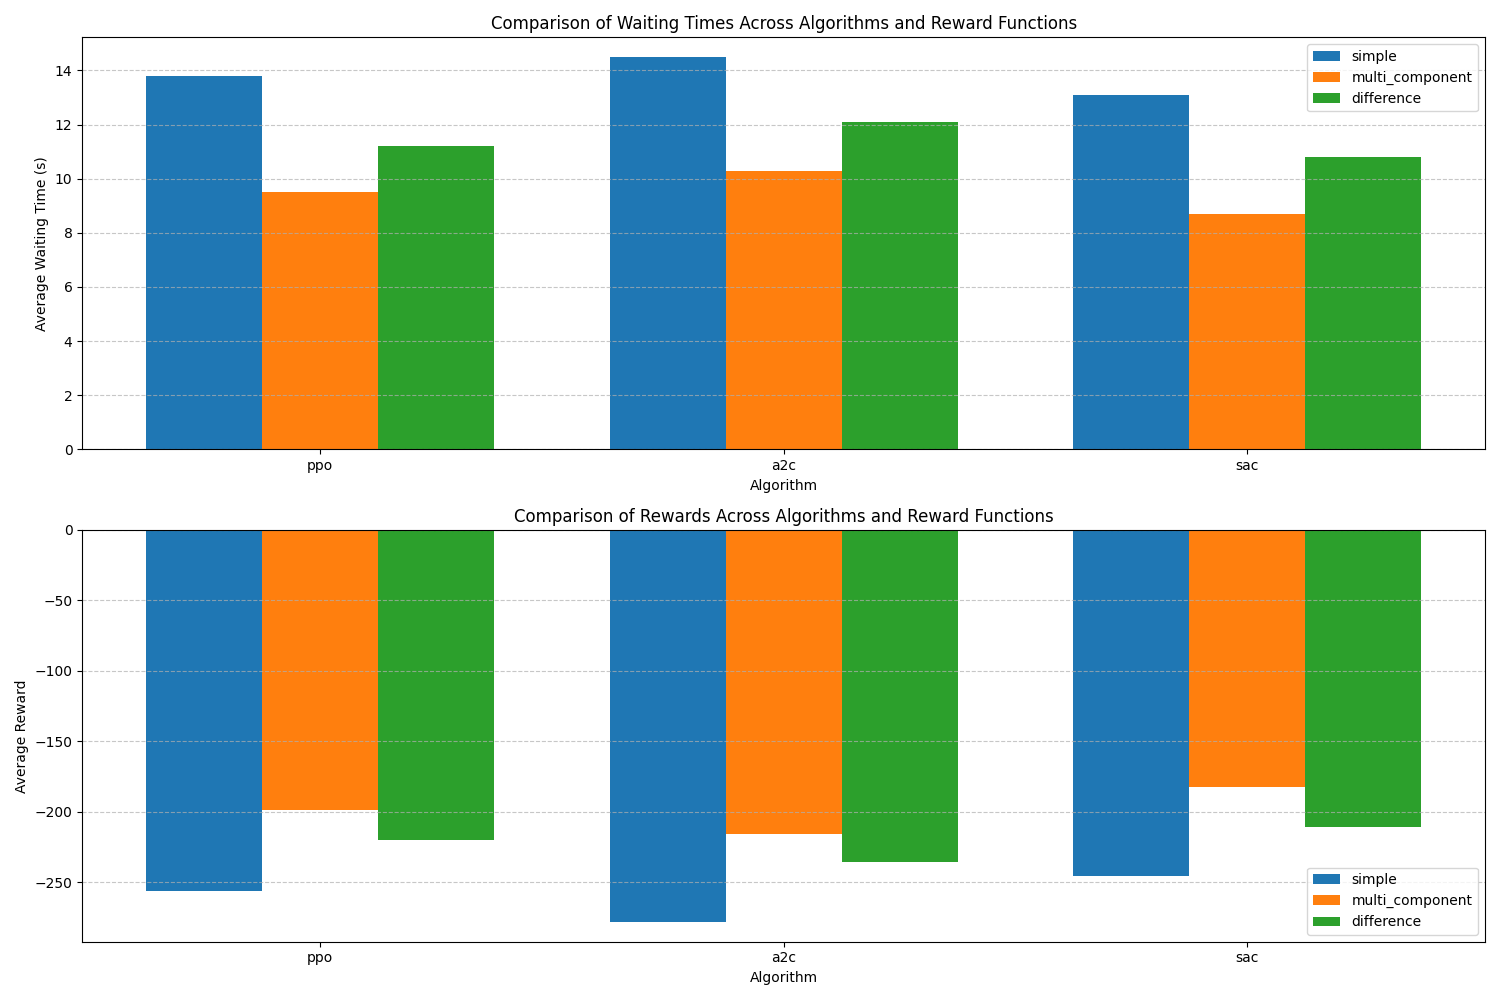 Comparison of Waiting Times Across Algorithms and Reward Functions
simple
multi_component
difference
14
12
10
8
6
4
2
0
Average Waiting Time (s)
ppo a2c sac
Algorithm
Comparison of Rewards Across Algorithms and Reward Functions
0
−50
−100
−150
−200
−250
Average Reward
simple
multi_component
difference
ppo a2c sac
Algorithm